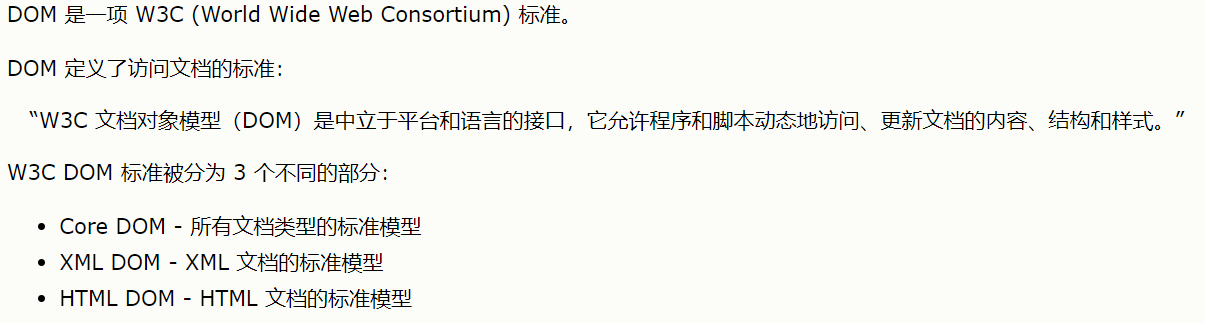 DOM 是一项 W3C (World Wide Web Consortium) 标准。
DOM 定义了访问文档的标准：
“W3C 文档对象模型（DOM）是中立于平台和语言的接口，它允许程序和脚本动态地访问、更新文档的内容、结构和样式。”
W3C DOM 标准被分为 3 个不同的部分：
• Core DOM - 所有文档类型的标准模型
• XML DOM - XML 文档的标准模型
• HTML DOM - HTML 文档的标准模型